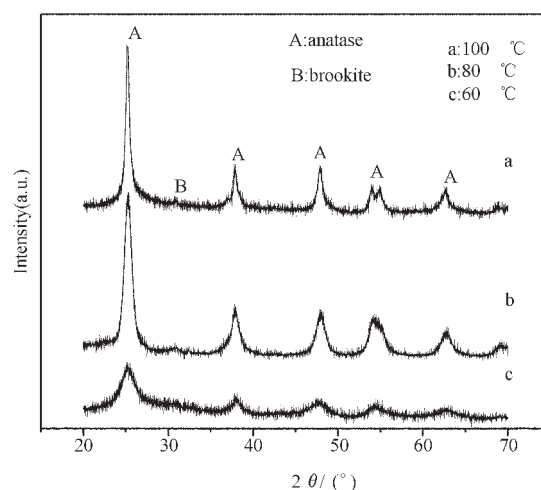 A
A:anatase
B:brookite
a:100 ℃
b:80 ℃
c:60 ℃
B
A
A
A
A
a
b
c
Intensity(a.u.)
20 30 40 50 60 70
2 θ/ (°)